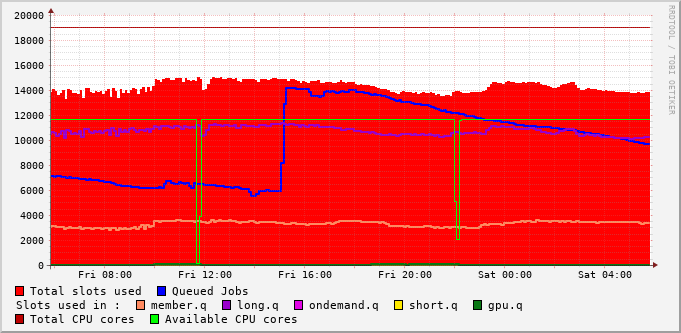 20000
18000
16000
14000
12000
10000
8000
6000
4000
2000
0
Fri 08:00 Fri 12:00 Fri 16:00 Fri 20:00 Sat 00:00 Sat 04:00
Total slots used Queued Jobs
Slots used in : member.q long.q ondemand.q short.q gpu.q
Total CPU cores Available CPU cores
RRDTOOL / TOBI OETIKER